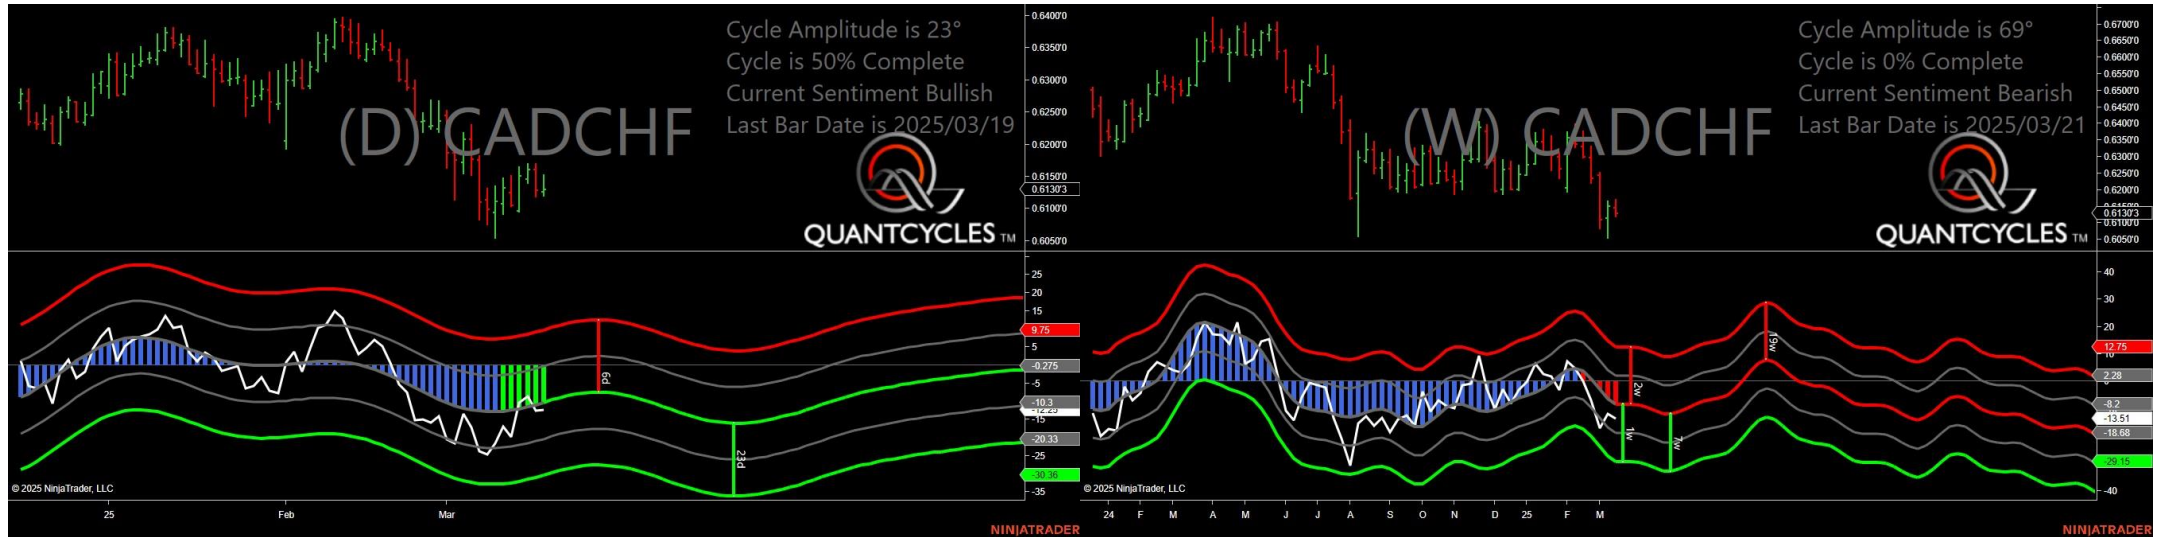 Cycle Amplitude is 23°
Cycle is 50% Complete
Current Sentiment Bullish
Last Bar Date is 2025/03/19
(D) CADCHF
QUANTCYCLES TM
0.6400'0
0.6350'0
0.6300'0
0.6250'0
0.6200'0
0.6150'0
0.6130'3
0.6100'0
0.6050'0
25
20
15
9.75
5
-0.275
-5
-10.3
-12.25
-15
-20.33
-25
-30.36
-35
6d
23d
© 2025 NinjaTrader, LLC
25 Feb Mar
NINJATRADER
Cycle Amplitude is 69°
Cycle is 0% Complete
Current Sentiment Bearish
Last Bar Date is 2025/03/21
(W) CADCHF
QUANTCYCLES TM
0.6700'0
0.6650'0
0.6600'0
0.6550'0
0.6500'0
0.6450'0
0.6400'0
0.6350'0
0.6300'0
0.6250'0
0.6200'0
0.6130'3
0.6100'0
0.6050'0
40
30
20
12.75
10
2.28
-8.2
-13.51
-18.68
-29.15
-40
2w
1w
7w
19w
© 2025 NinjaTrader, LLC
24 F M A M J J A S O N D 25 F M
NINJATRADER